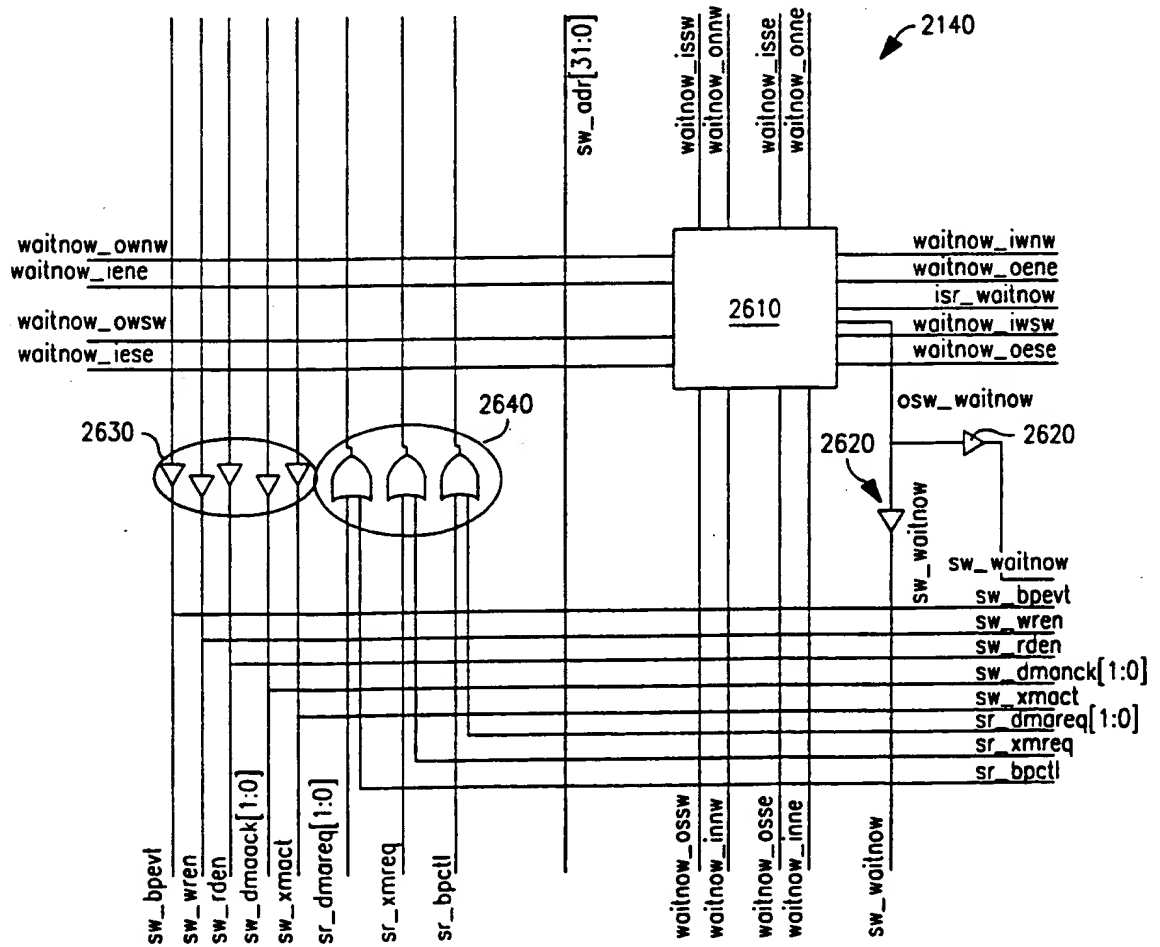 2140
sw_adr[31:0]
waitnow_issw
waitnow_onnw
waitnow_isse
waitnow_onne
waitnow_ownw
waitnow_iene
waitnow_owsw
waitnow_iese
2610
waitnow_iwnw
waitnow_oene
isr_waitnow
waitnow_iwsw
waitnow_oese
osw_waitnow
2630
2640
2620
2620
sw_waitnow
sw_waitnow
sw_bpevt
sw_wren
sw_rden
sw_dmanck[1:0]
sw_xmact
sr_dmareq[1:0]
sr_xmreq
sr_bpctl
sw_bpevt
sw_wren
sw_rden
sw_dmaack[1:0]
sw_xmact
sr_dmareq[1:0]
sr_xmreq
sr_bpctl
waitnow_ossw
waitnow_innw
waitnow_osse
waitnow_inne
sw_waitnow